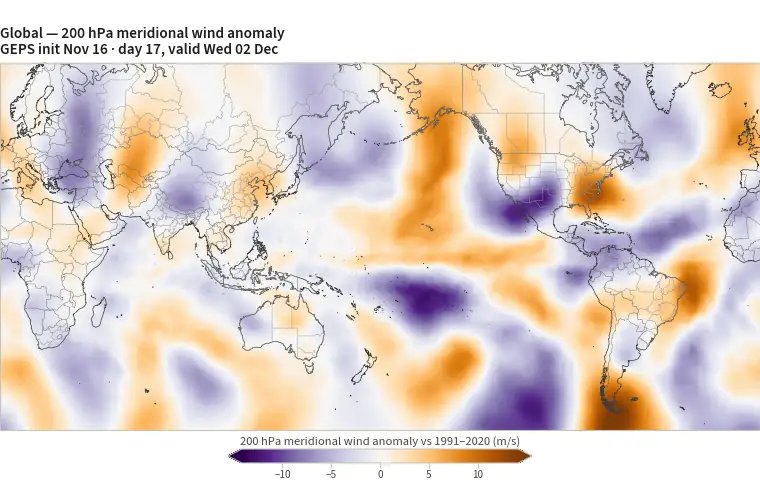 Global — 200 hPa meridional wind anomaly
GEPS init Nov 16 · day 17, valid Wed 02 Dec
200 hPa meridional wind anomaly vs 1991–2020 (m/s)
−10 −5 0 5 10